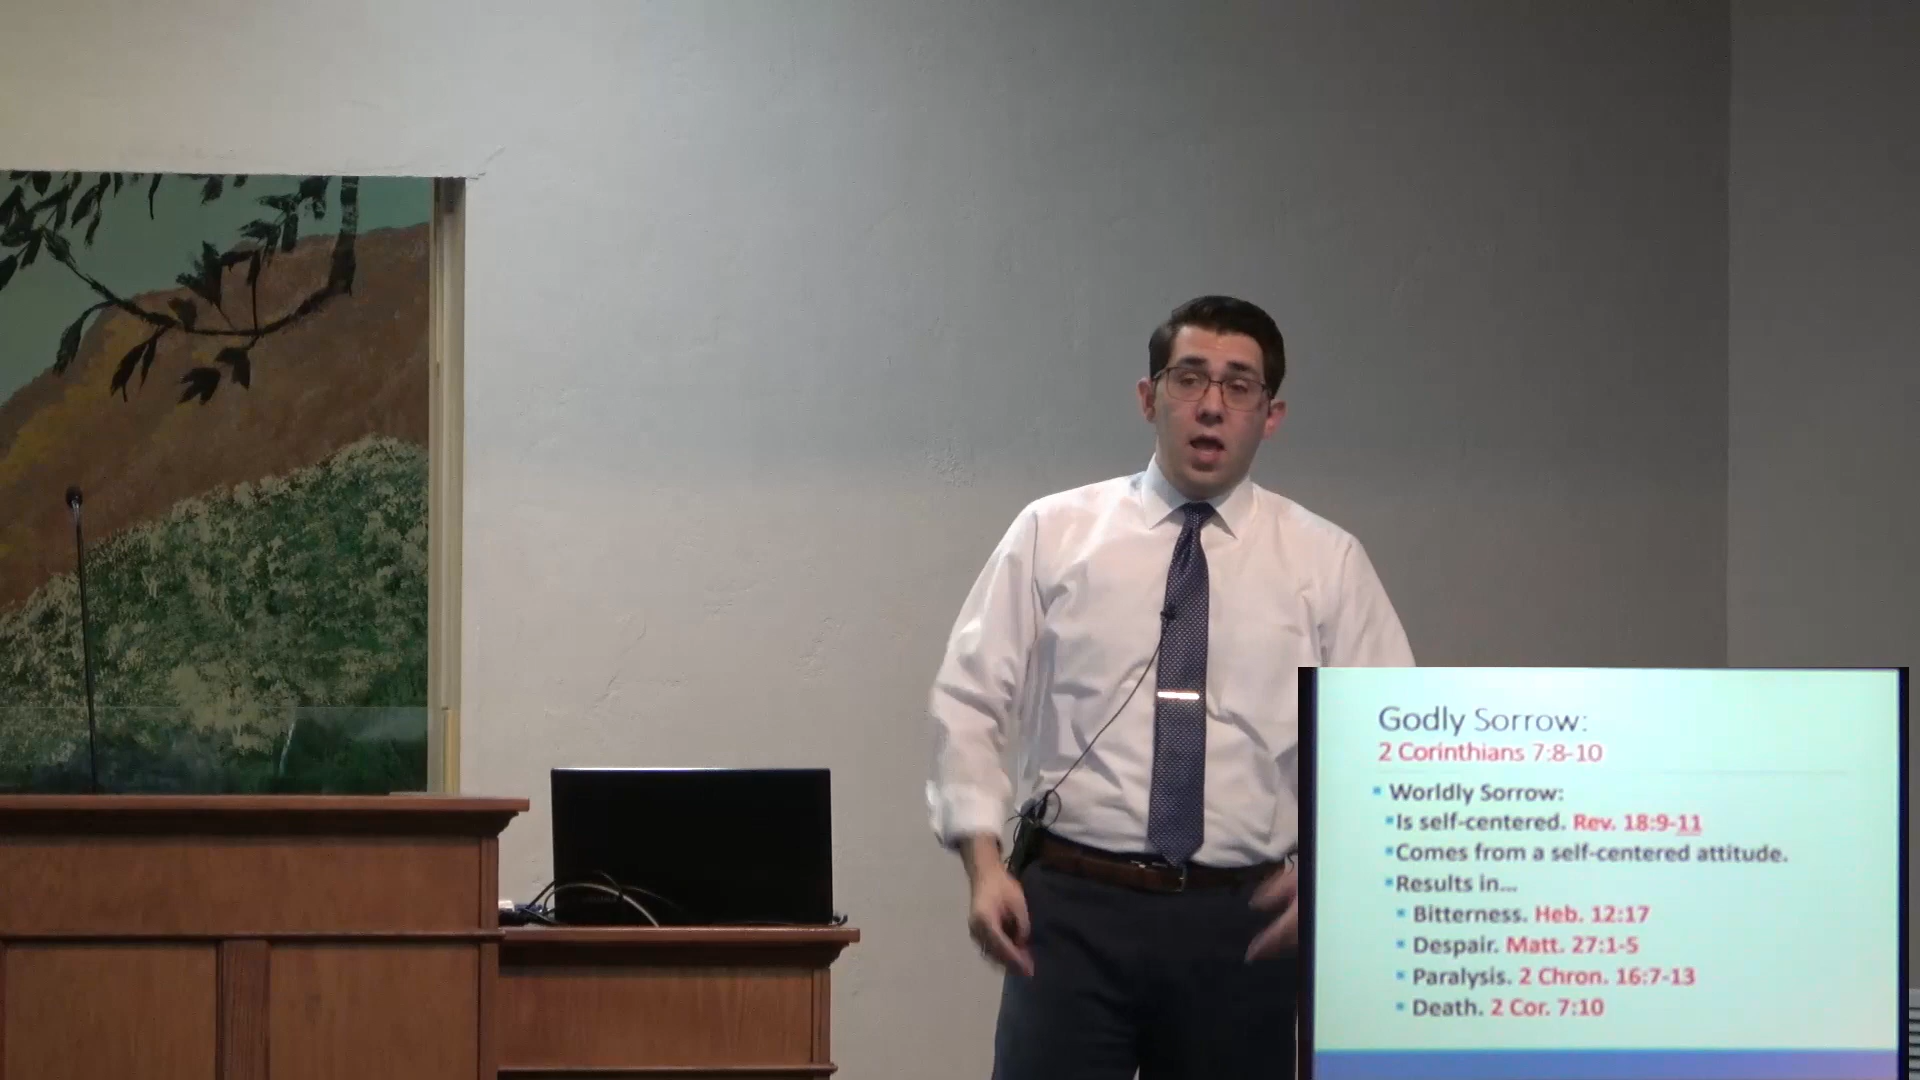 Godly Sorrow:
2 Corinthians 7:8-10
Worldly Sorrow:
Is self-centered. Rev. 18:9-11
Comes from a self-centered attitude.
Results in...
Bitterness. Heb. 12:17
Despair. Matt. 27:1-5
Paralysis. 2 Chron. 16:7-13
Death. 2 Cor. 7:10